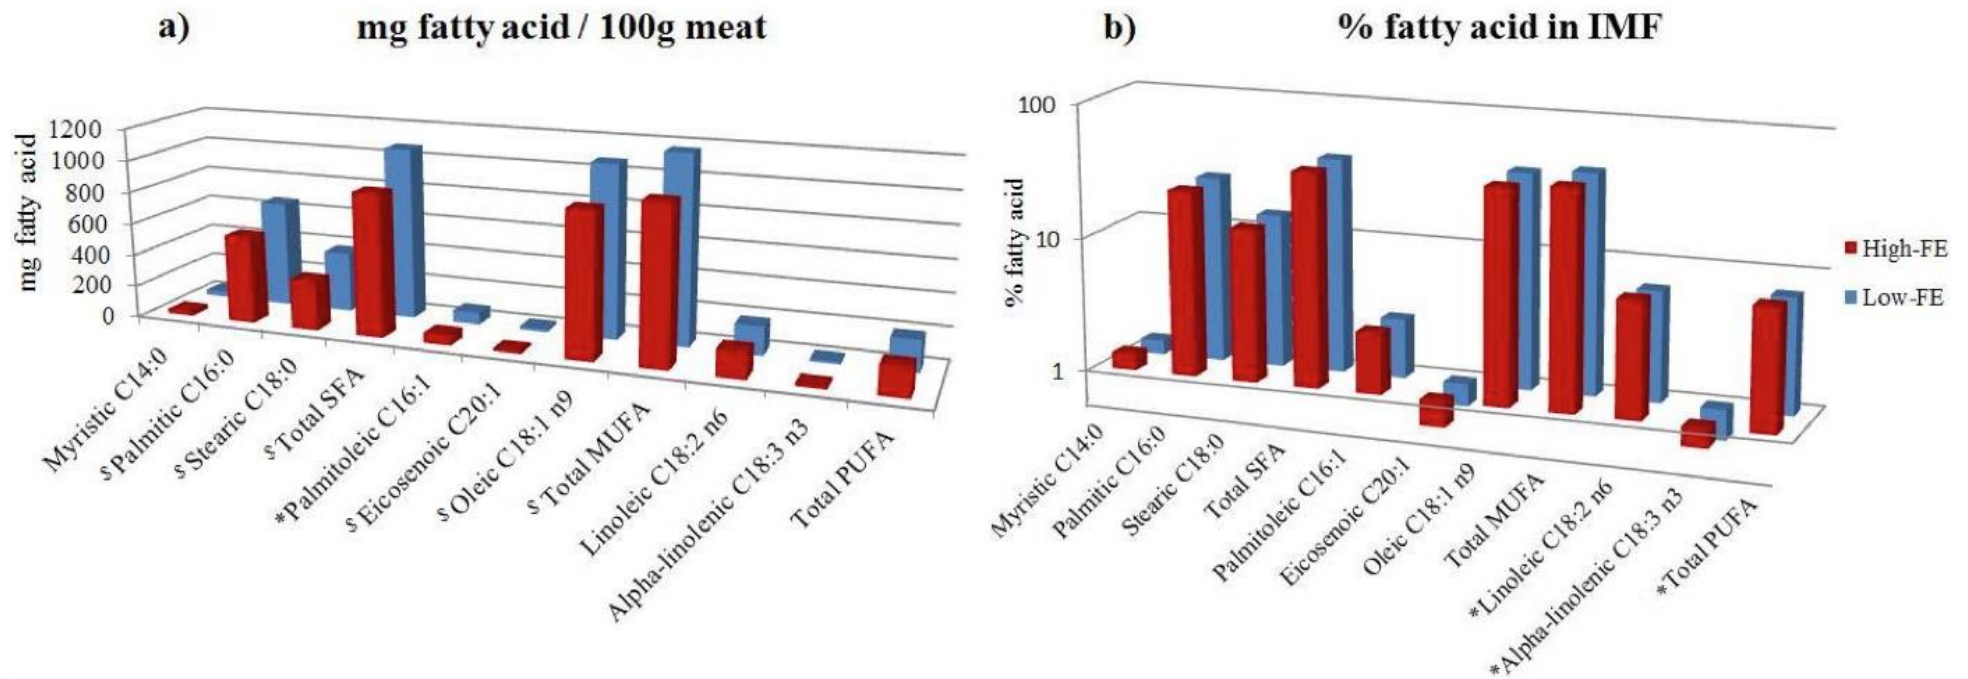 a) mg fatty acid / 100g meat
mg fatty acid
1200
1000
800
600
400
200
0
Myristic C14:0
$Palmitic C16:0
$ Stearic C18:0
$Total SFA
*Palmitoleic C16:1
$ Eicosenoic C20:1
$Oleic C18:1 n9
$ Total MUFA
Linoleic C18:2 n6
Alpha-linolenic C18:3 n3
Total PUFA
b) % fatty acid in IMF
% fatty acid
100
10
1
Myristic C14:0
Palmitic C16:0
Stearic C18:0
Total SFA
Palmitoleic C16:1
Eicosenoic C20:1
Oleic C18:1 n9
Total MUFA
*Linoleic C18:2 n6
*Alpha-linolenic C18:3 n3
*Total PUFA
High-FE
Low-FE